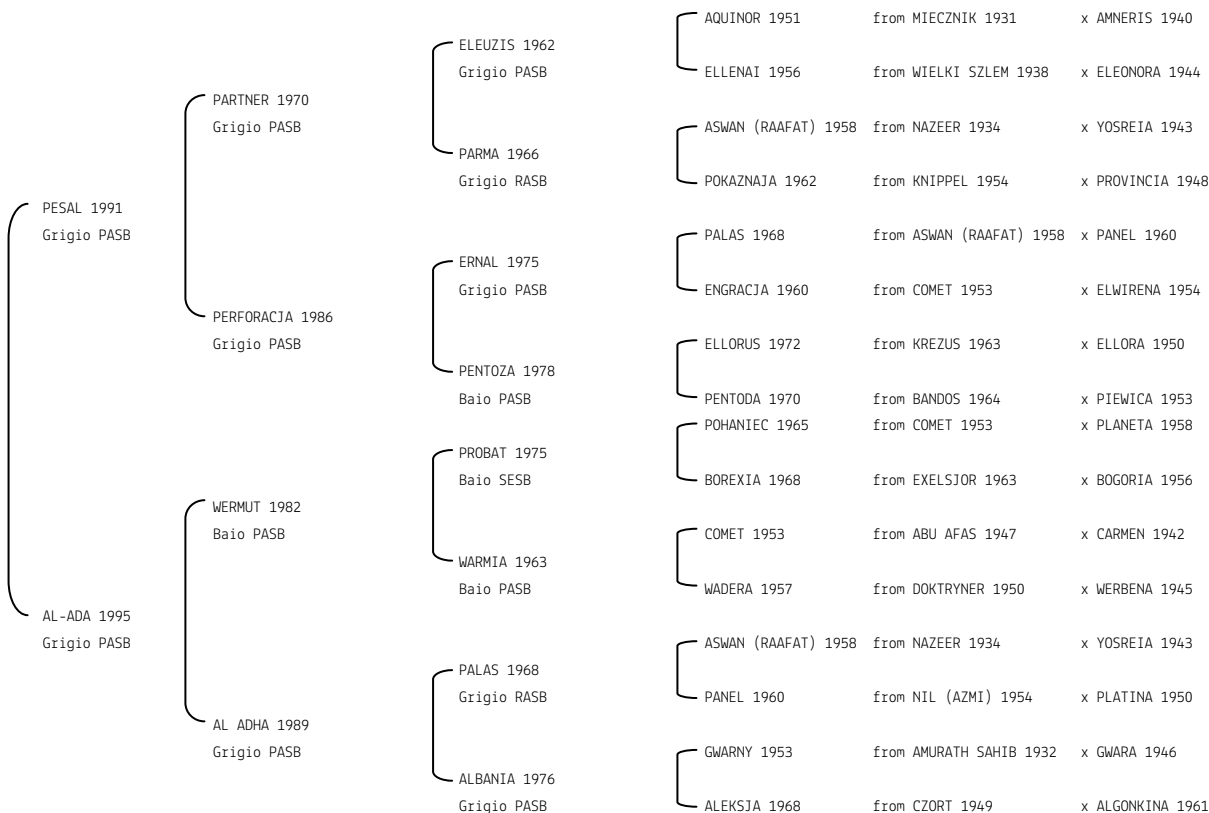 AQUINOR 1951 from MIECZNIK 1931 x AMNERIS 1940
ELEUZIS 1962
Grigio PASB
ELLENAI 1956 from WIELKI SZLEM 1938 x ELEONORA 1944
PARTNER 1970
Grigio PASB
ASWAN (RAAFAT) 1958 from NAZEER 1934 x YOSREIA 1943
PARMA 1966
Grigio RASB
POKAZNAJA 1962 from KNIPPEL 1954 x PROVINCIA 1948
PESAL 1991
Grigio PASB
PALAS 1968 from ASWAN (RAAFAT) 1958 x PANEL 1960
ERNAL 1975
Grigio PASB
ENGRACJA 1960 from COMET 1953 x ELWIRENA 1954
PERFORACJA 1986
Grigio PASB
ELLORUS 1972 from KREZUS 1963 x ELLORA 1950
PENTOZA 1978
Baio PASB
PENTODA 1970 from BANDOS 1964 x PIEWICA 1953
POHANIEC 1965 from COMET 1953 x PLANETA 1958
PROBAT 1975
Baio SESB
BOREXIA 1968 from EXELSJOR 1963 x BOGORIA 1956
WERMUT 1982
Baio PASB
COMET 1953 from ABU AFAS 1947 x CARMEN 1942
WARMIA 1963
Baio PASB
WADERA 1957 from DOKTRYNER 1950 x WERBENA 1945
AL-ADA 1995
Grigio PASB
ASWAN (RAAFAT) 1958 from NAZEER 1934 x YOSREIA 1943
PALAS 1968
Grigio RASB
PANEL 1960 from NIL (AZMI) 1954 x PLATINA 1950
AL ADHA 1989
Grigio PASB
GWARNY 1953 from AMURATH SAHIB 1932 x GWARA 1946
ALBANIA 1976
Grigio PASB
ALEKSJA 1968 from CZORT 1949 x ALGONKINA 1961